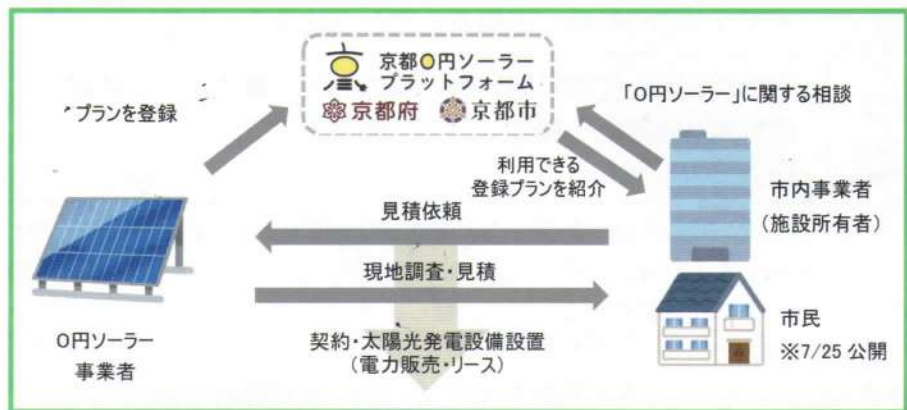 京都0円ソーラー
プラットフォーム
京都府 京都市
プランを登録
「0円ソーラー」に関する相談
利用できる
登録プランを紹介
市内事業者
(施設所有者)
見積依頼
現地調査・見積
0円ソーラー
事業者
契約・太陽光発電設備設置
(電力販売・リース)
市民
※7/25 公開